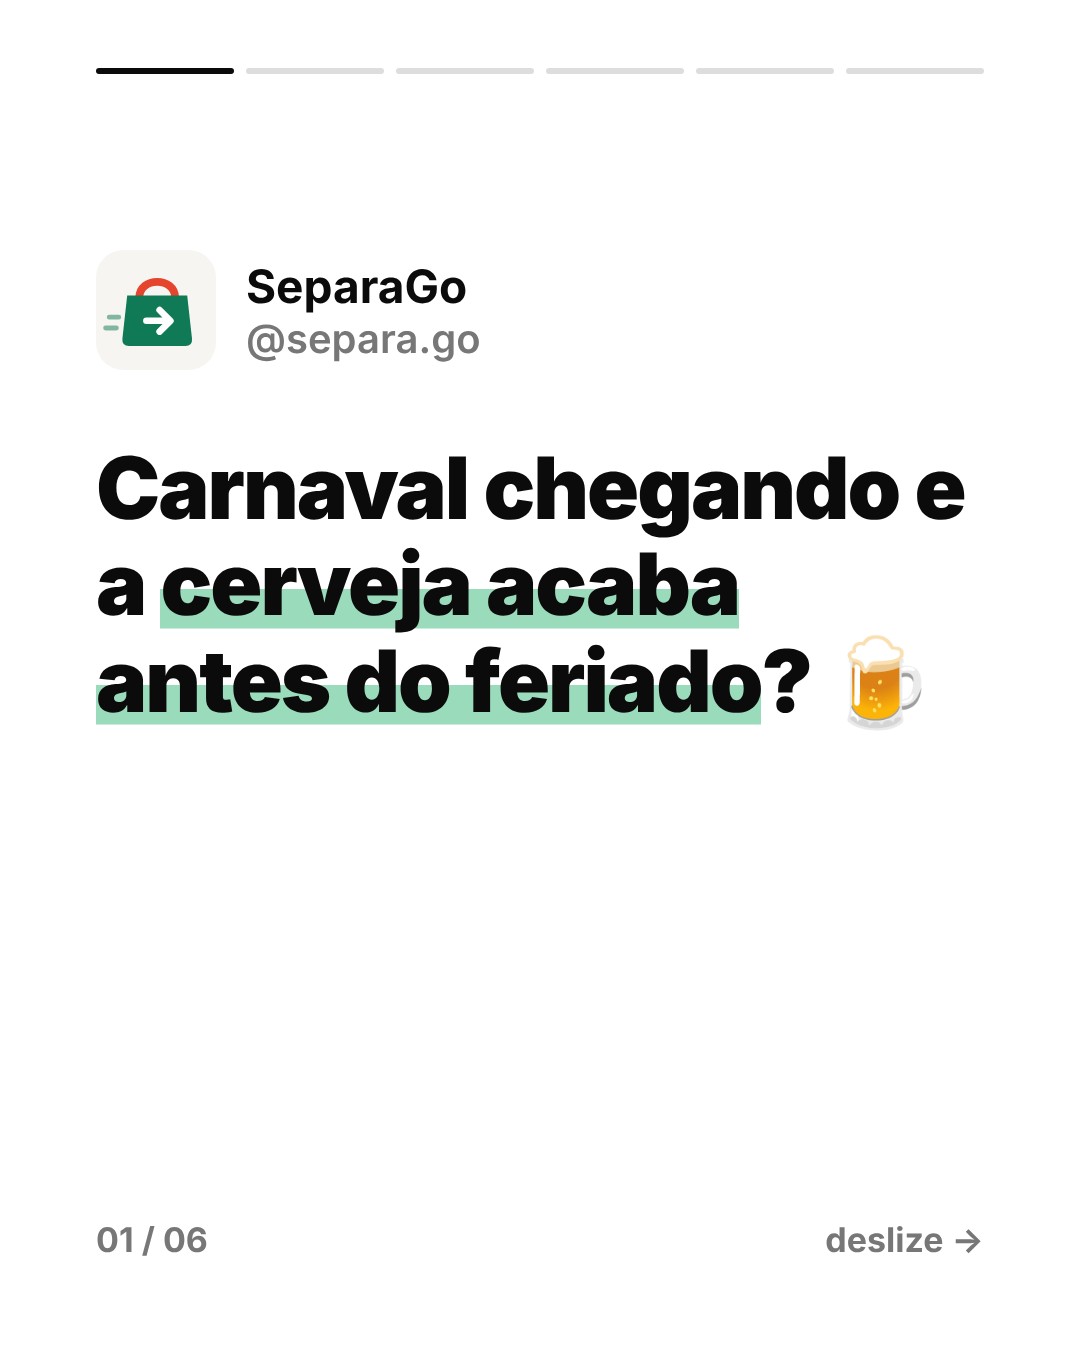 SeparaGo
@separa.go
Carnaval chegando e
a cerveja acaba
antes do feriado? 🍺
01 / 06
deslize →